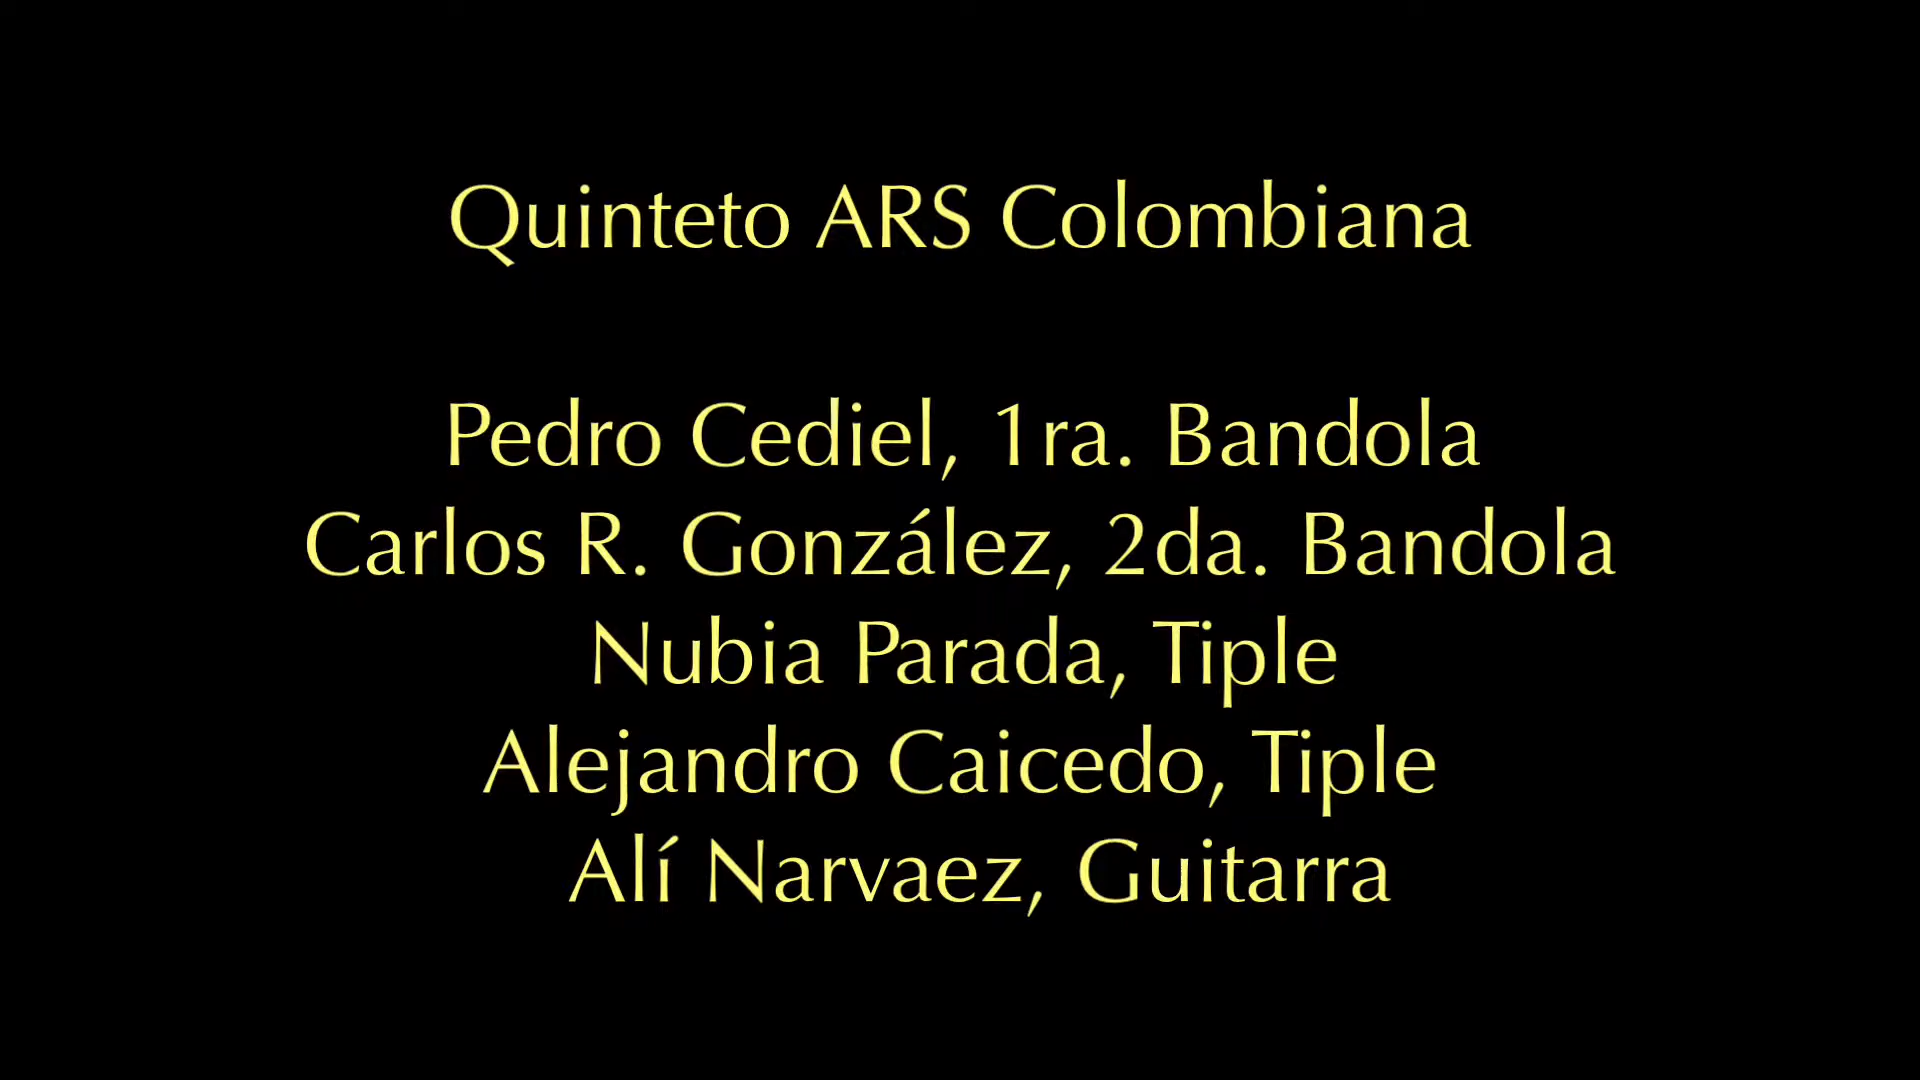 Quinteto ARS Colombiana
Pedro Cediel, 1ra. Bandola
Carlos R. González, 2da. Bandola
Nubia Parada, Tiple
Alejandro Caicedo, Tiple
Alí Narvaez, Guitarra